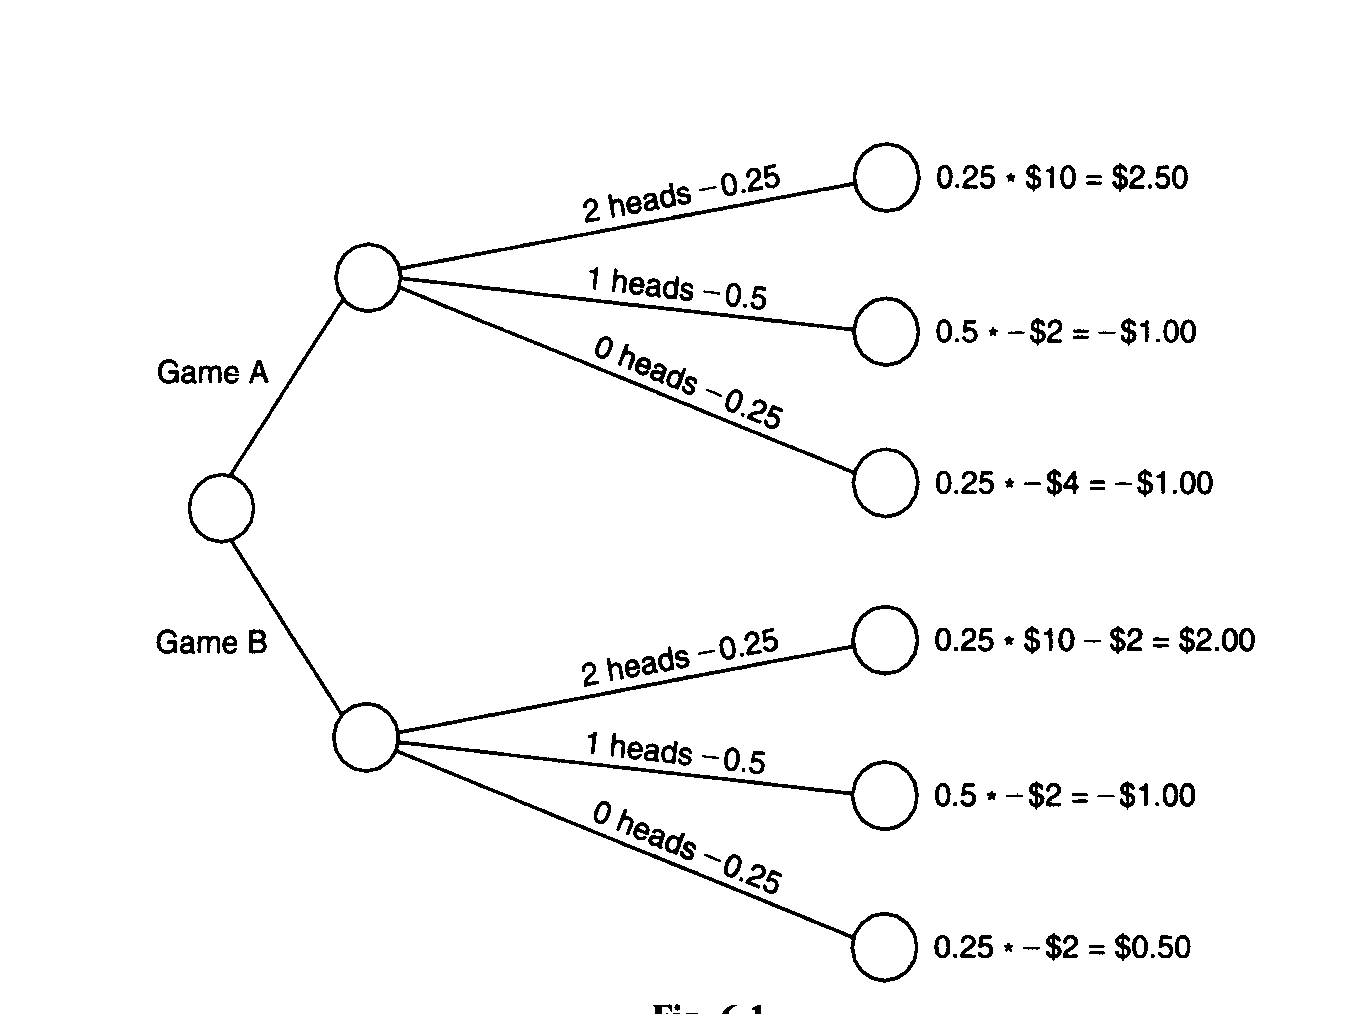 2 heads – 0.25
0.25 * $10 = $2.50
1 heads – 0.5
0.5 * –$2 = –$1.00
0 heads – 0.25
Game A
0.25 * –$4 = –$1.00
Game B
2 heads – 0.25
0.25 * $10 – $2 = $2.00
1 heads – 0.5
0.5 * –$2 = –$1.00
0 heads – 0.25
0.25 * –$2 = $0.50
Fig. 6.1